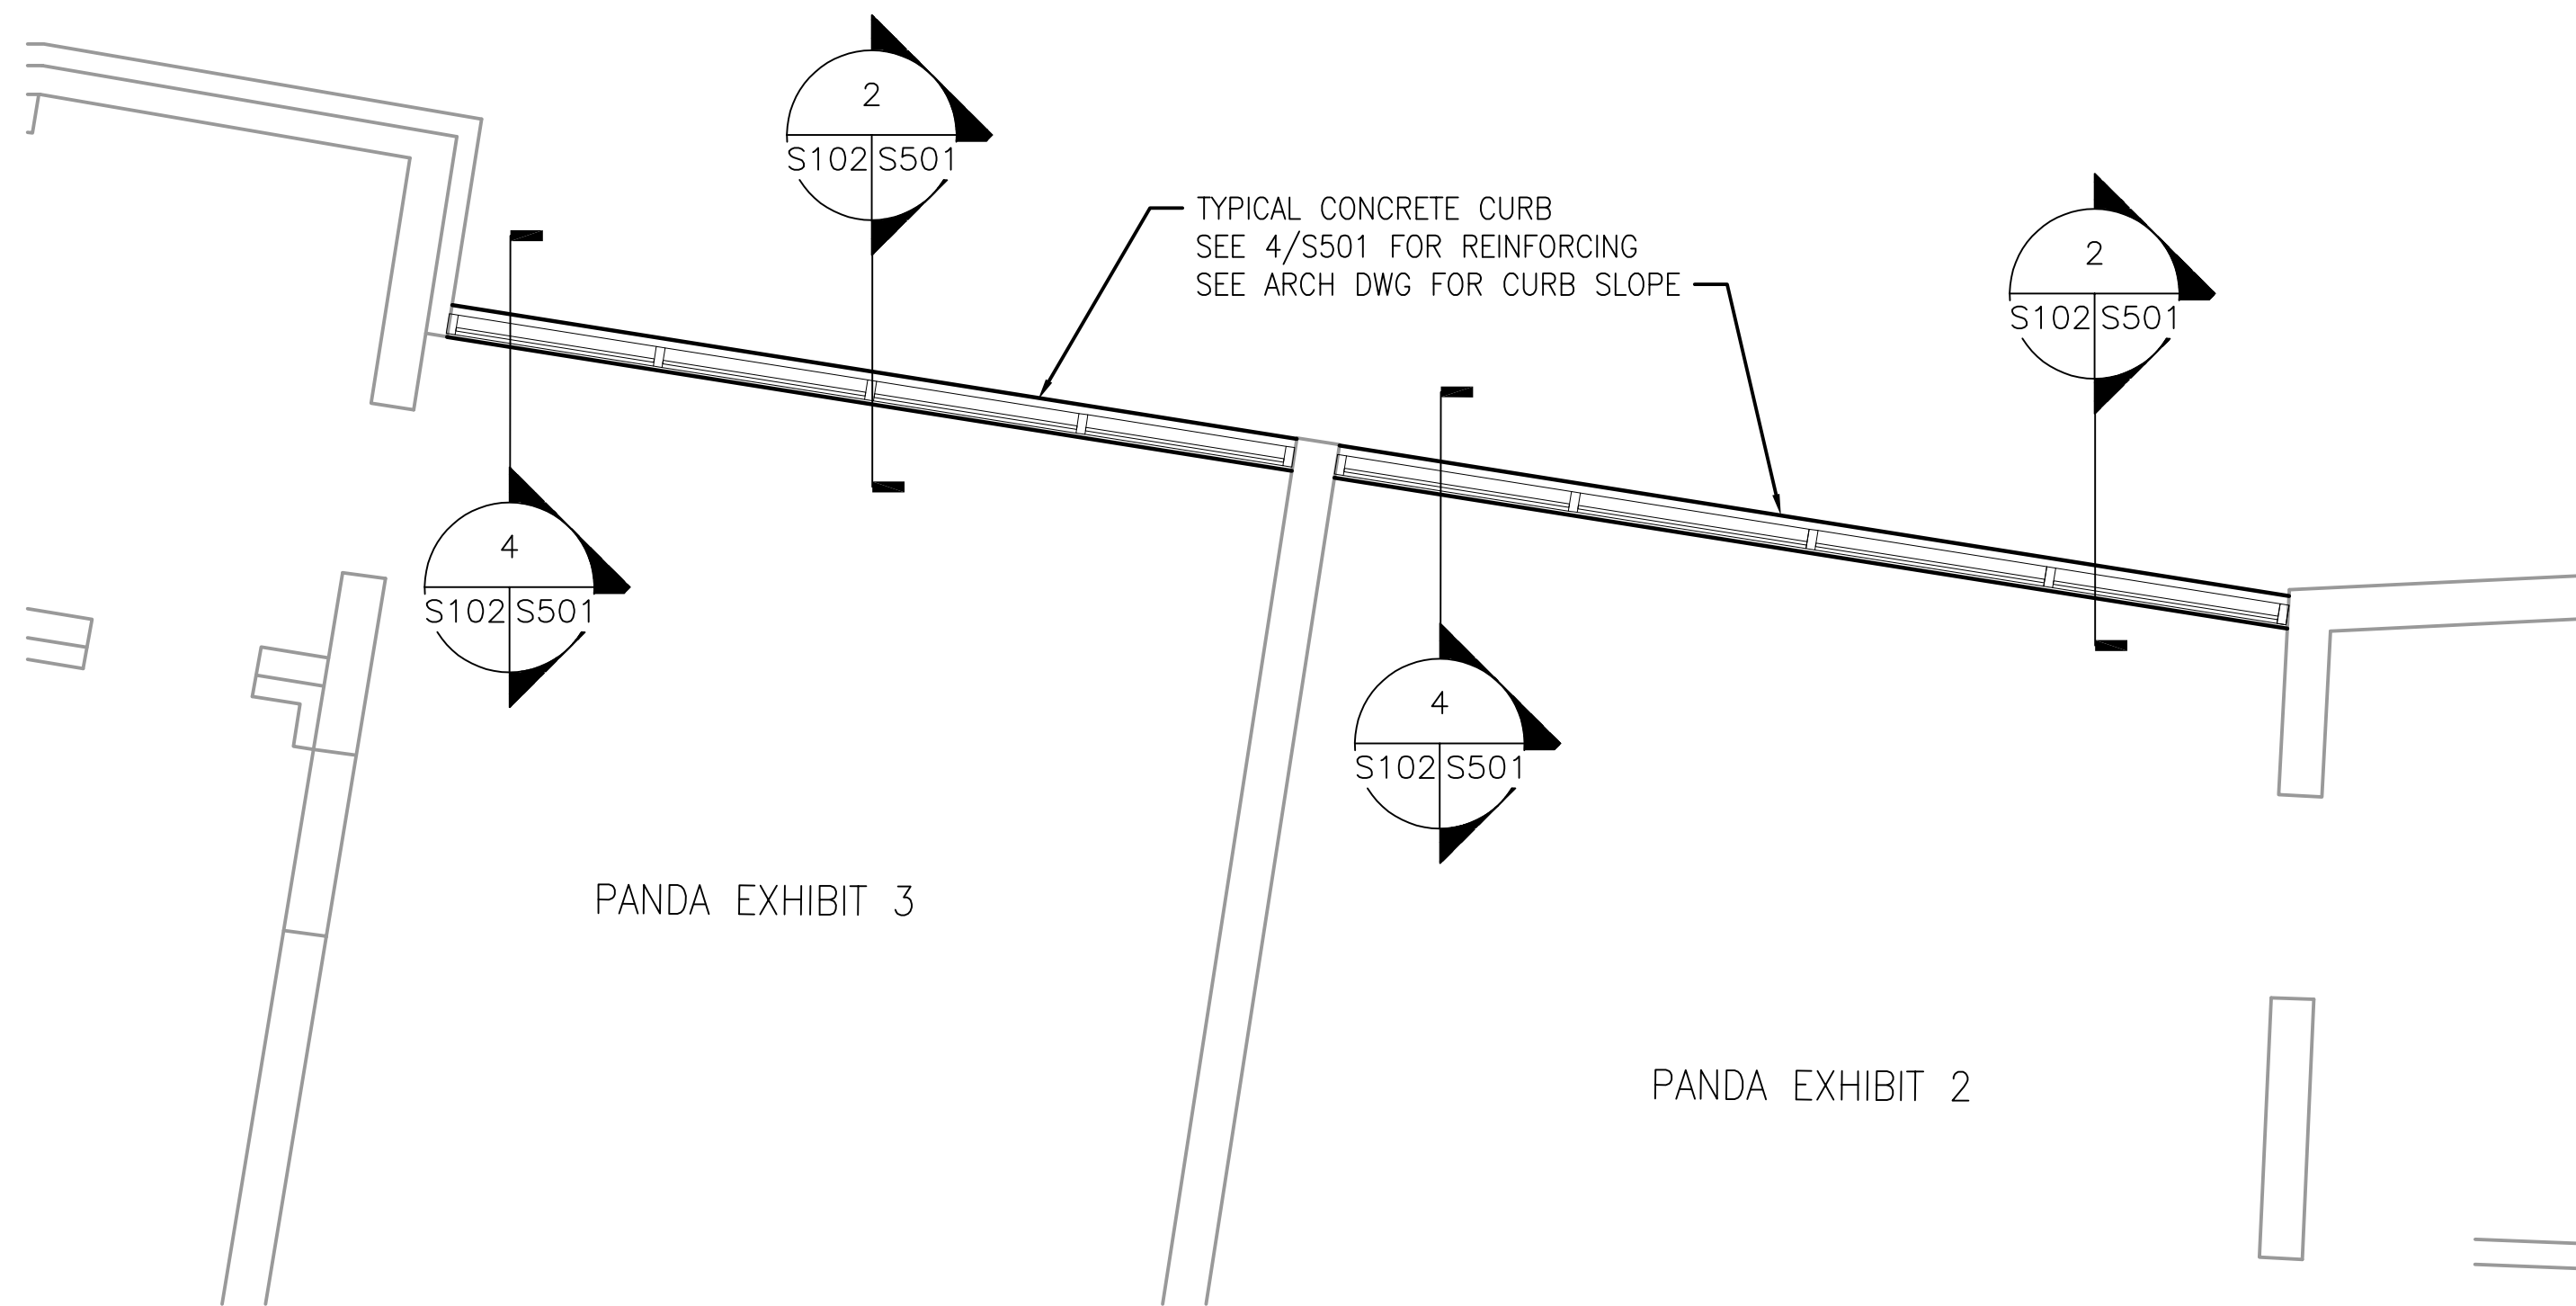 2
S102 S501
TYPICAL CONCRETE CURB
SEE 4/S501 FOR REINFORCING
SEE ARCH DWG FOR CURB SLOPE
2
S102 S501
4
S102 S501
4
S102 S501
PANDA EXHIBIT 3
PANDA EXHIBIT 2